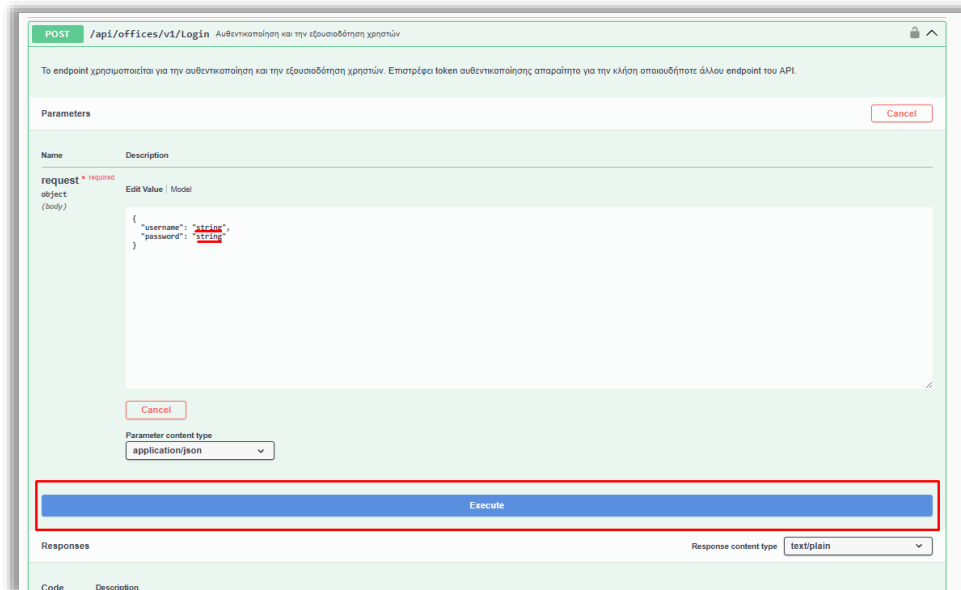 POST /api/offices/v1/Login Αυθεντικοποίηση και την εξουσιοδότηση χρηστών
Το endpoint χρησιμοποιείται για την αυθεντικοποίηση και την εξουσιοδότηση χρηστών. Επιστρέφει token αυθεντικοποίησης απαραίτητο για την κλήση οποιουδήποτε άλλου endpoint του API.
Parameters Cancel
Name Description
request * required
object
(body)
Edit Value | Model
{
"username": "string",
"password": "string"
}
Cancel
Parameter content type
application/json
Execute
Responses Response content type text/plain
Code Description